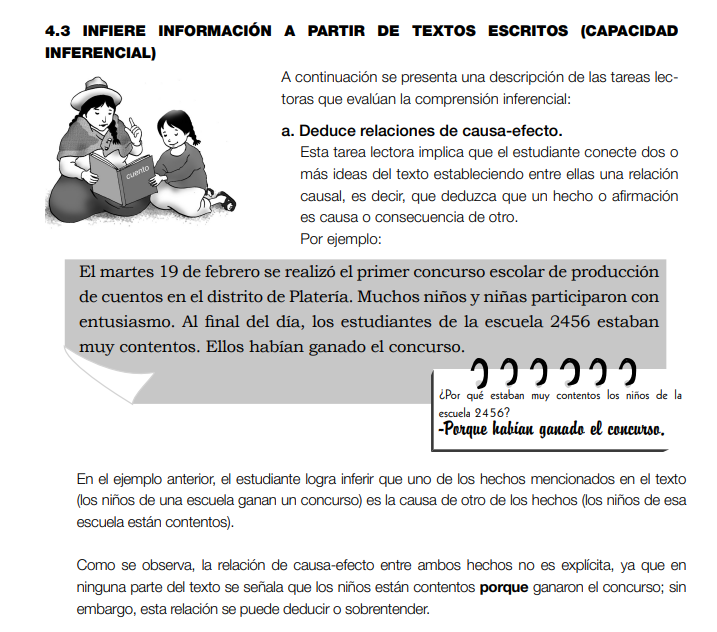 4.3 INFIERE INFORMACIÓN A PARTIR DE TEXTOS ESCRITOS (CAPACIDAD
INFERENCIAL)
A continuación se presenta una descripción de las tareas lec-
toras que evalúan la comprensión inferencial:
a. Deduce relaciones de causa-efecto.
Esta tarea lectora implica que el estudiante conecte dos o
más ideas del texto estableciendo entre ellas una relación
causal, es decir, que deduzca que un hecho o afirmación
es causa o consecuencia de otro.
Por ejemplo:
cuento
El martes 19 de febrero se realizó el primer concurso escolar de producción
de cuentos en el distrito de Platería. Muchos niños y niñas participaron con
entusiasmo. Al final del día, los estudiantes de la escuela 2456 estaban
muy contentos. Ellos habían ganado el concurso.
¿Por qué estaban muy contentos los niños de la
escuela 2456?
-Porque habían ganado el concurso.
En el ejemplo anterior, el estudiante logra inferir que uno de los hechos mencionados en el texto
(los niños de una escuela ganan un concurso) es la causa de otro de los hechos (los niños de esa
escuela están contentos).
Como se observa, la relación de causa-efecto entre ambos hechos no es explícita, ya que en
ninguna parte del texto se señala que los niños están contentos porque ganaron el concurso; sin
embargo, esta relación se puede deducir o sobrentender.